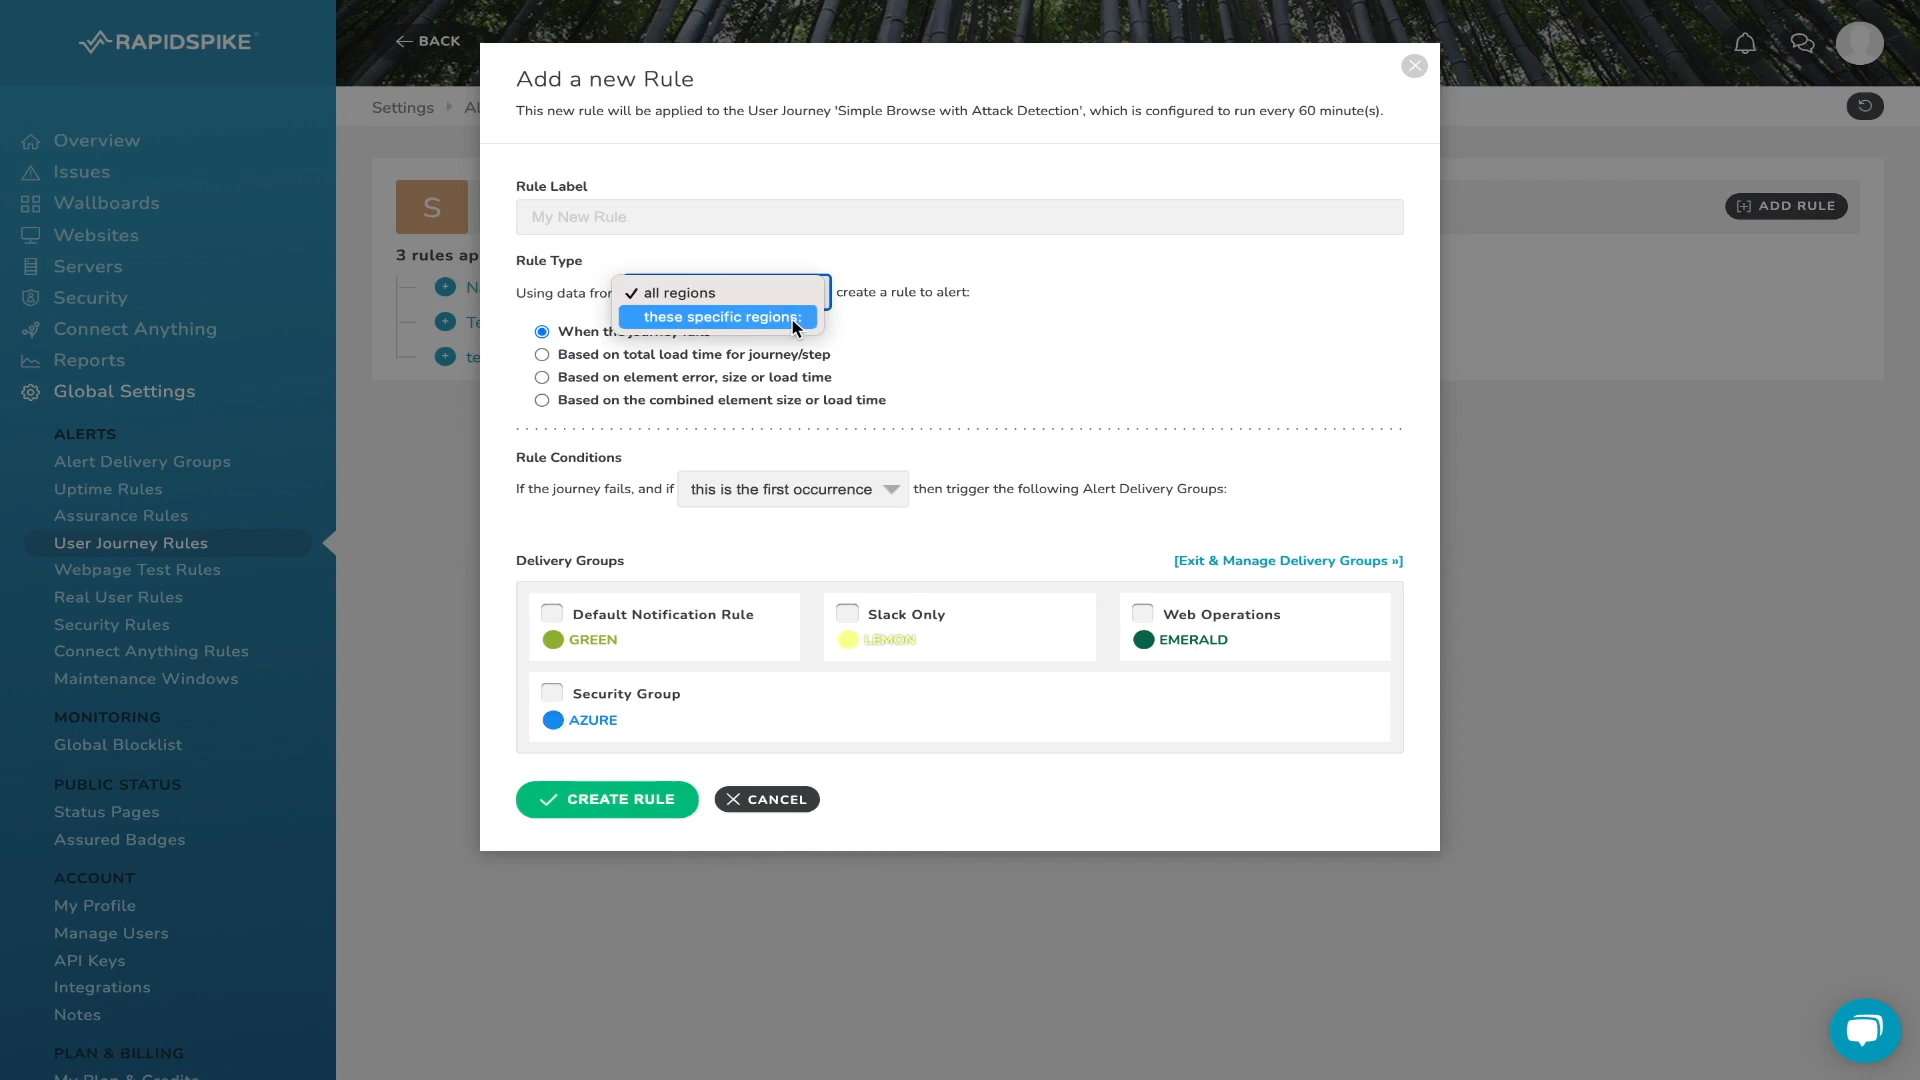 RAPIDSPIKE
BACK
Add a new Rule
This new rule will be applied to the User Journey 'Simple Browse with Attack Detection', which is configured to run every 60 minute(s).
Settings
Overview
Issues
Wallboards
Websites
Servers
Security
Connect Anything
Reports
Global Settings
ALERTS
Alert Delivery Groups
Uptime Rules
Assurance Rules
User Journey Rules
Webpage Test Rules
Real User Rules
Security Rules
Connect Anything Rules
Maintenance Windows
MONITORING
Global Blocklist
PUBLIC STATUS
Status Pages
Assured Badges
ACCOUNT
My Profile
Manage Users
API Keys
Integrations
Notes
PLAN & BILLING
My Plan & Credits
S
3 rules ap
ADD RULE
Rule Label
My New Rule
Rule Type
Using data from
all regions
these specific regions:
create a rule to alert:
When the journey fails
Based on total load time for journey/step
Based on element error, size or load time
Based on the combined element size or load time
Rule Conditions
If the journey fails, and if this is the first occurrence then trigger the following Alert Delivery Groups:
Delivery Groups
[Exit & Manage Delivery Groups »]
Default Notification Rule
GREEN
Slack Only
LEMON
Web Operations
EMERALD
Security Group
AZURE
CREATE RULE
CANCEL